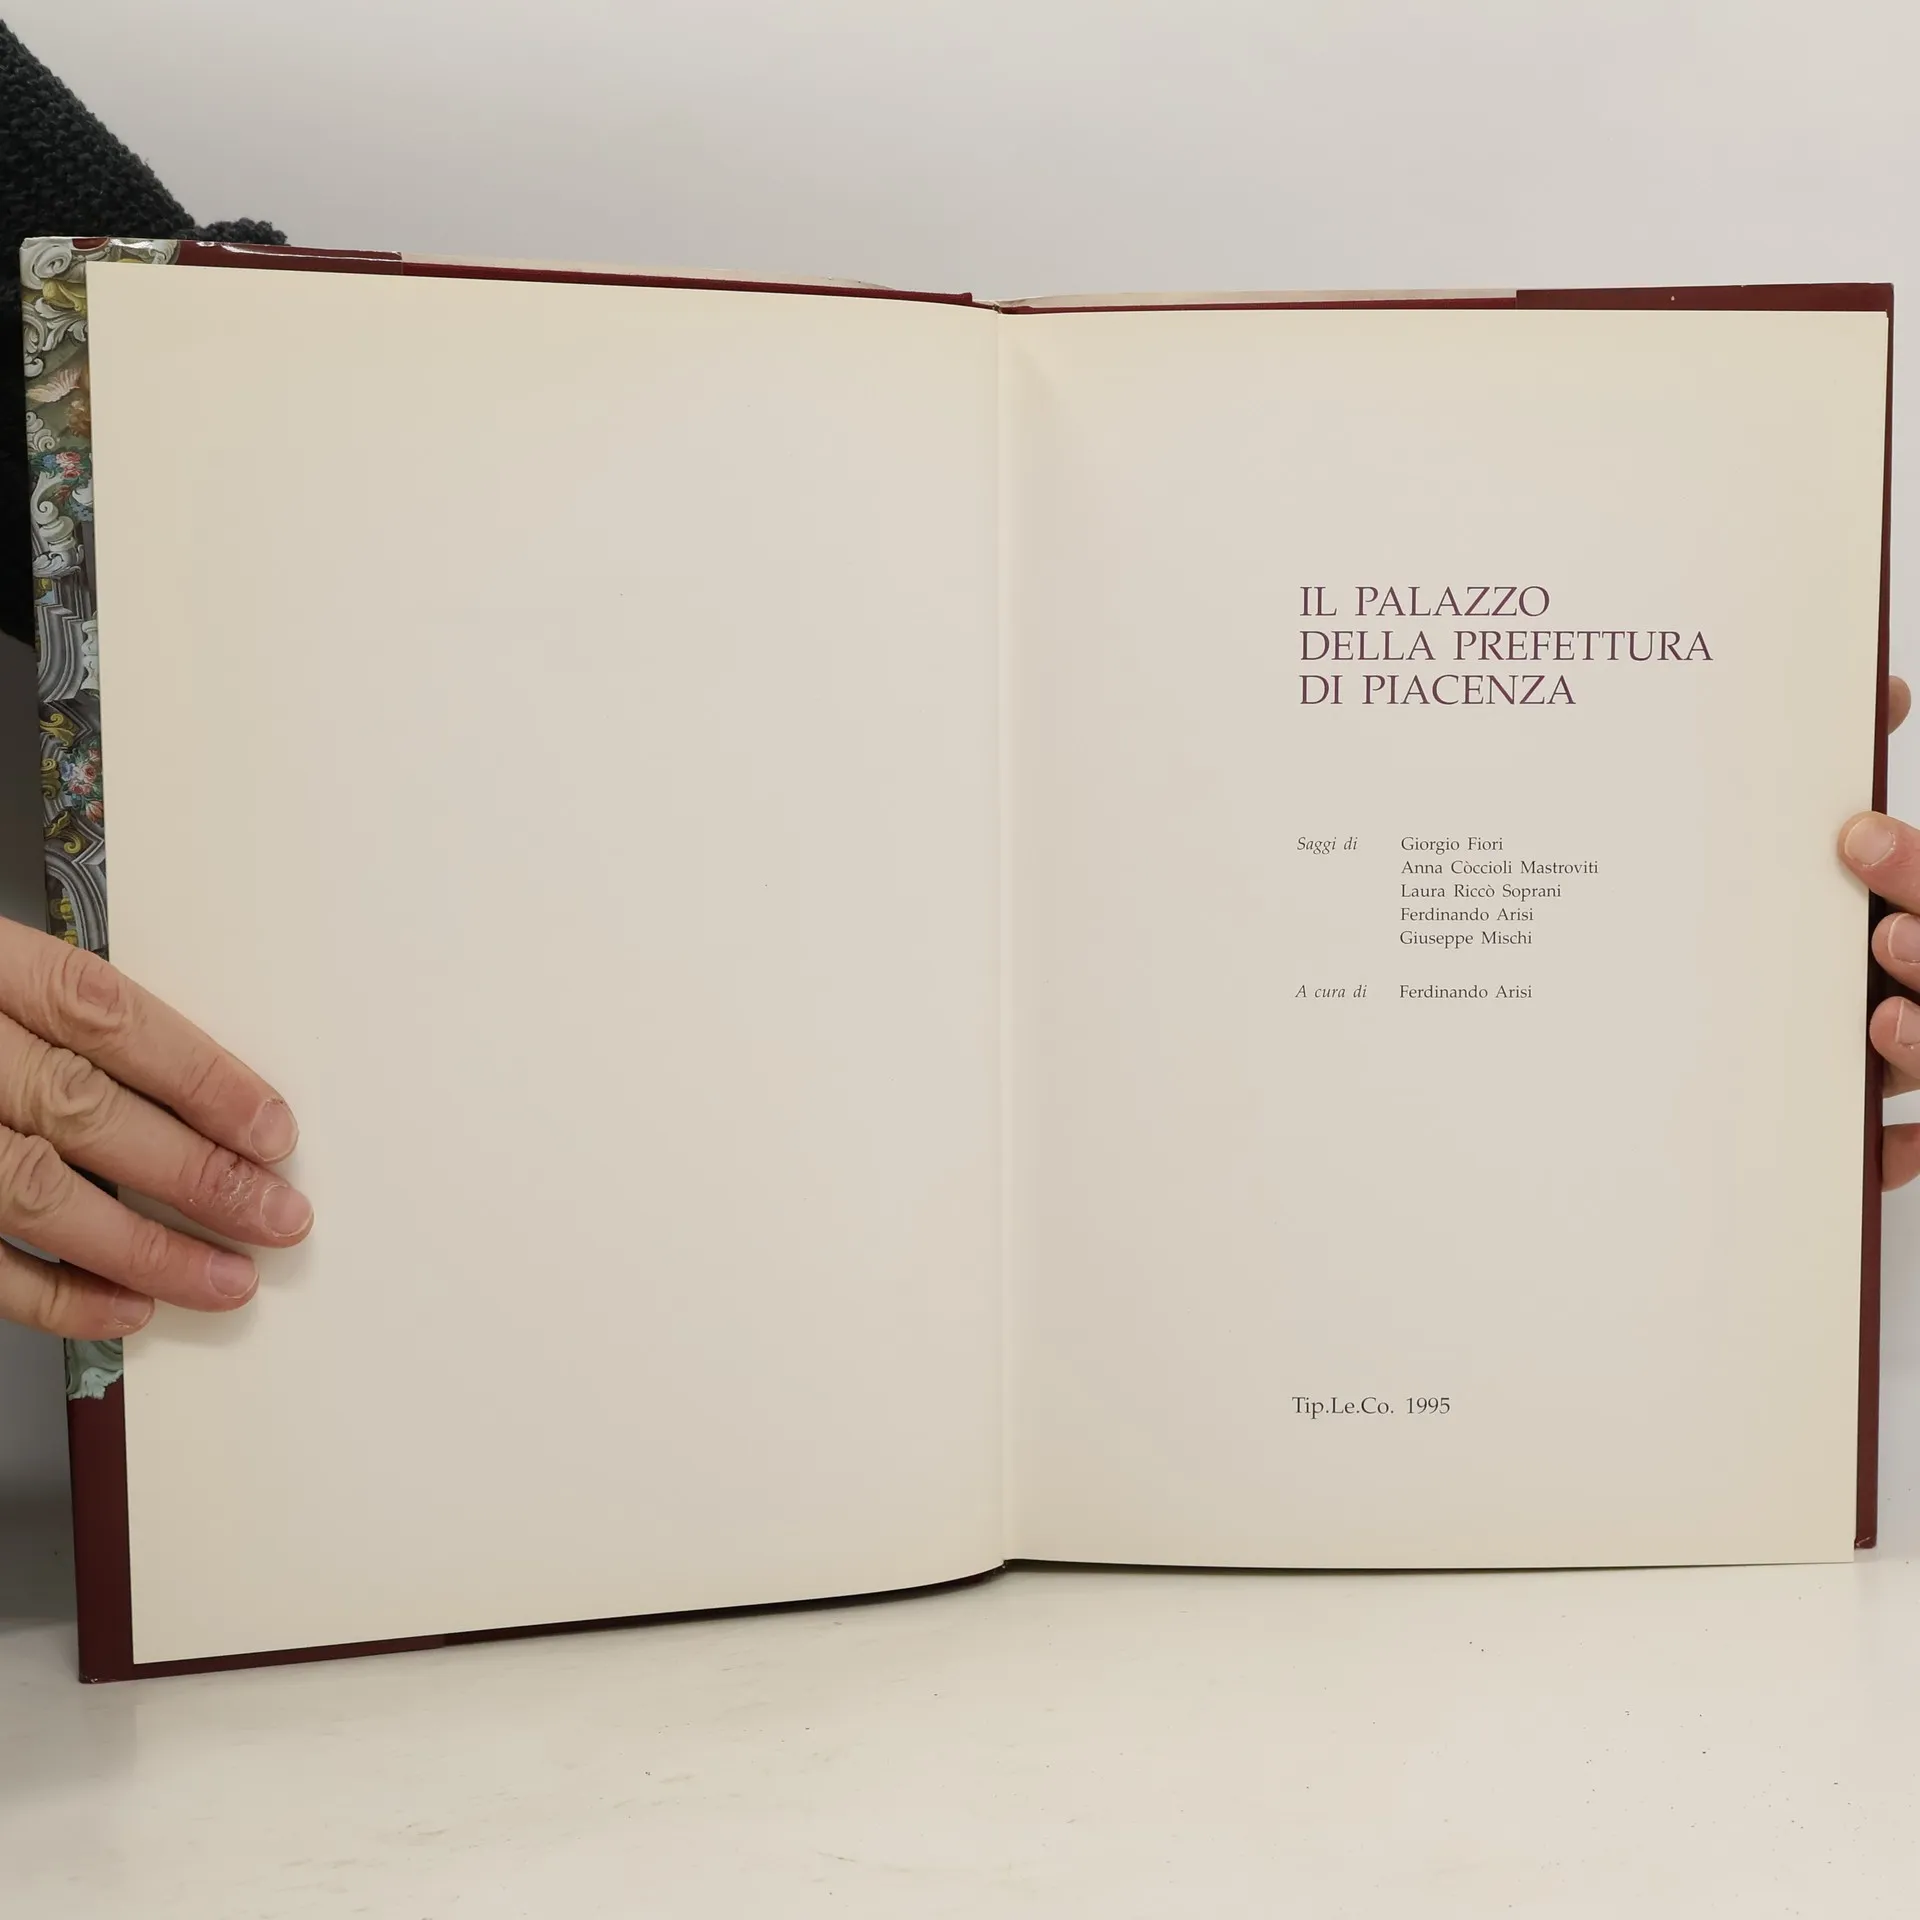 IL PALAZZO
DELLA PREFETTURA
DI PIACENZA
Saggi di Giorgio Fiori
Anna Còccioli Mastroviti
Laura Riccò Soprani
Ferdinando Arisi
Giuseppe Mischi
A cura di Ferdinando Arisi
Tip.Le.Co. 1995